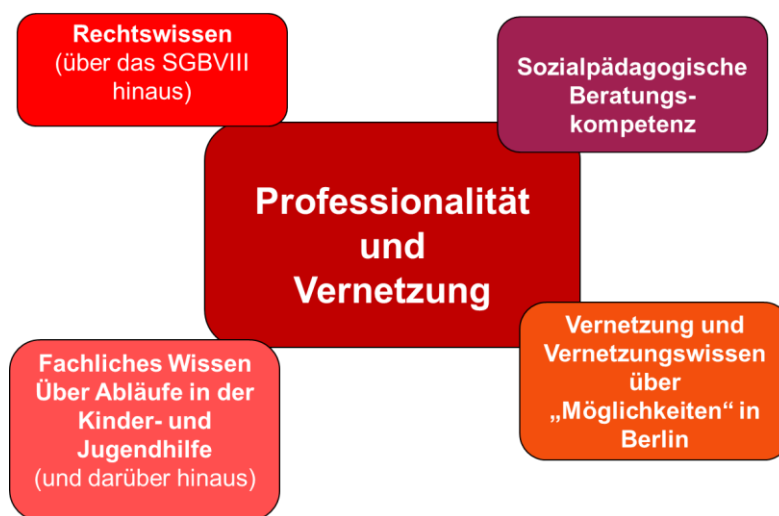 Rechtswissen
(über das SGBVIII
hinaus)
Sozialpädagogische
Beratungs-
kompetenz
Professionalität
und
Vernetzung
Fachliches Wissen
Über Abläufe in der
Kinder- und
Jugendhilfe
(und darüber hinaus)
Vernetzung und
Vernetzungswissen
über
„Möglichkeiten“ in
Berlin